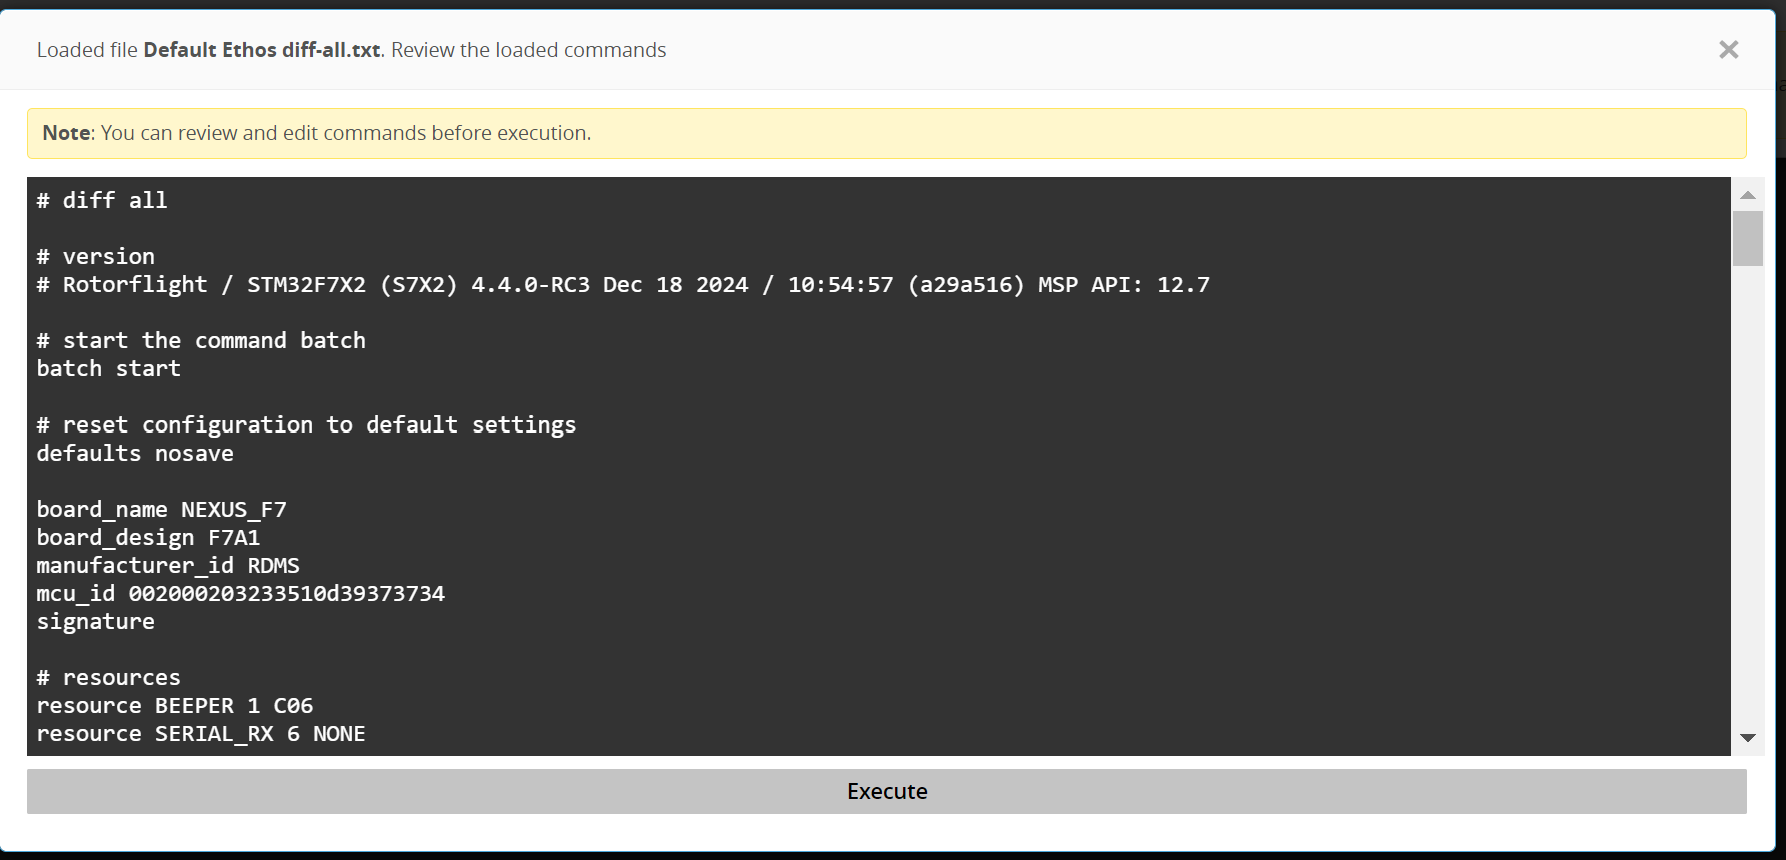 Loaded file Default Ethos diff-all.txt. Review the loaded commands
Note: You can review and edit commands before execution.
# diff all
# version
# Rotorflight / STM32F7X2 (S7X2) 4.4.0-RC3 Dec 18 2024 / 10:54:57 (a29a516) MSP API: 12.7
# start the command batch
batch start
# reset configuration to default settings
defaults nosave
board_name NEXUS_F7
board_design F7A1
manufacturer_id RDMS
mcu_id 002000203233510d39373734
signature
# resources
resource BEEPER 1 C06
resource SERIAL_RX 6 NONE
Execute